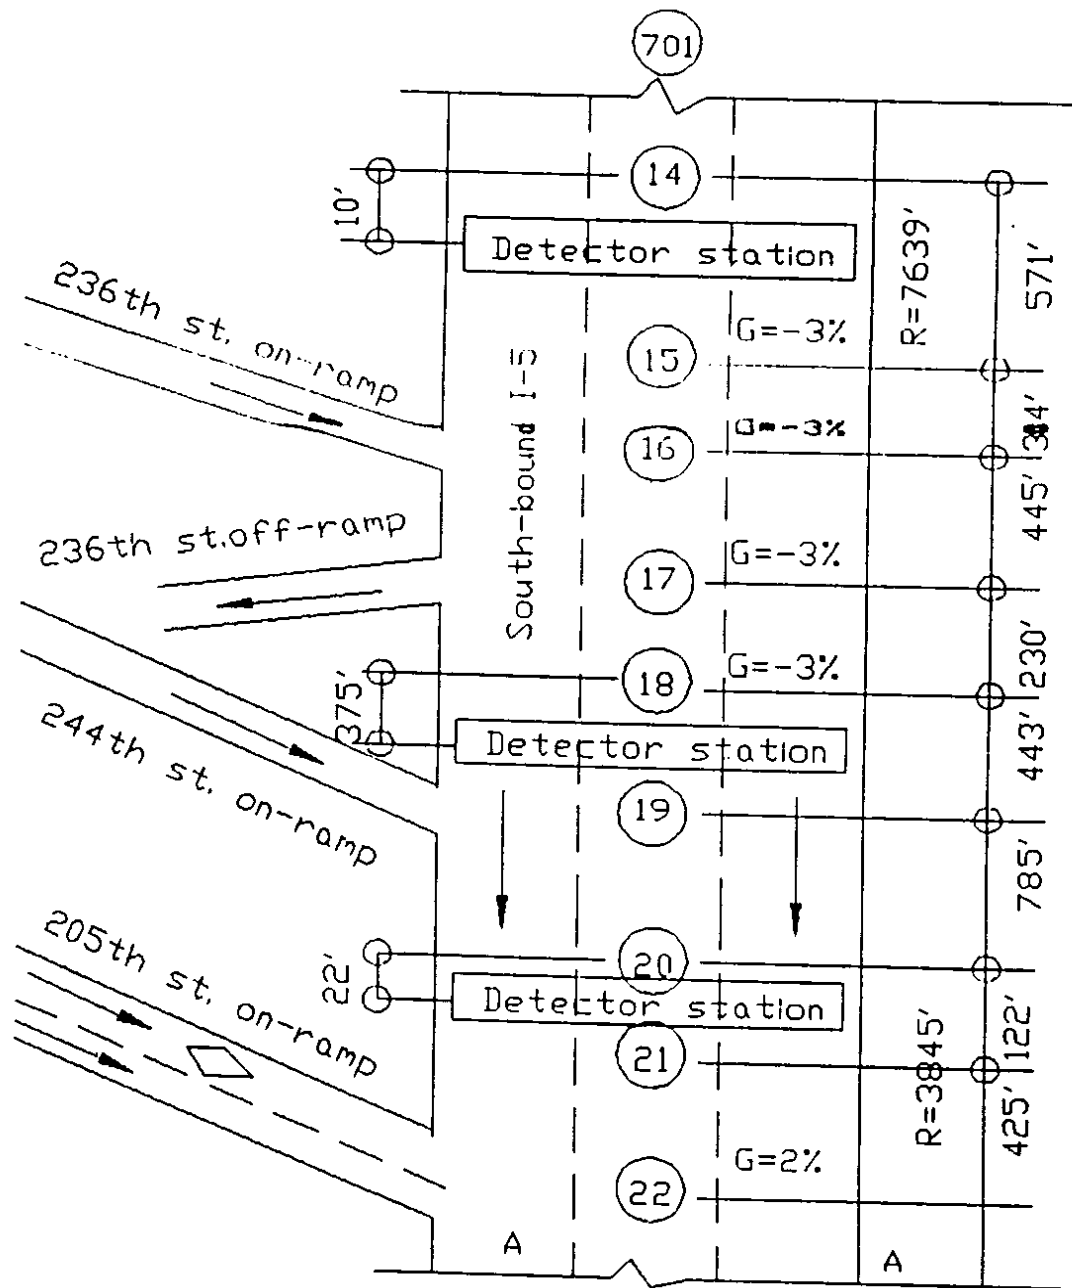 701
14
10'
Detector station
R=7639'
571'
236th st. on-ramp
G=-3%
15
South-bound I-5
G=-3%
16
445'
236th st.off-ramp
G=-3%
17
230'
G=-3%
18
375'
443'
244th st. on-ramp
Detector station
19
785'
205th st. on-ramp
20
22'
Detector station
122'
21
R=3845'
425'
G=2%
22
A
A